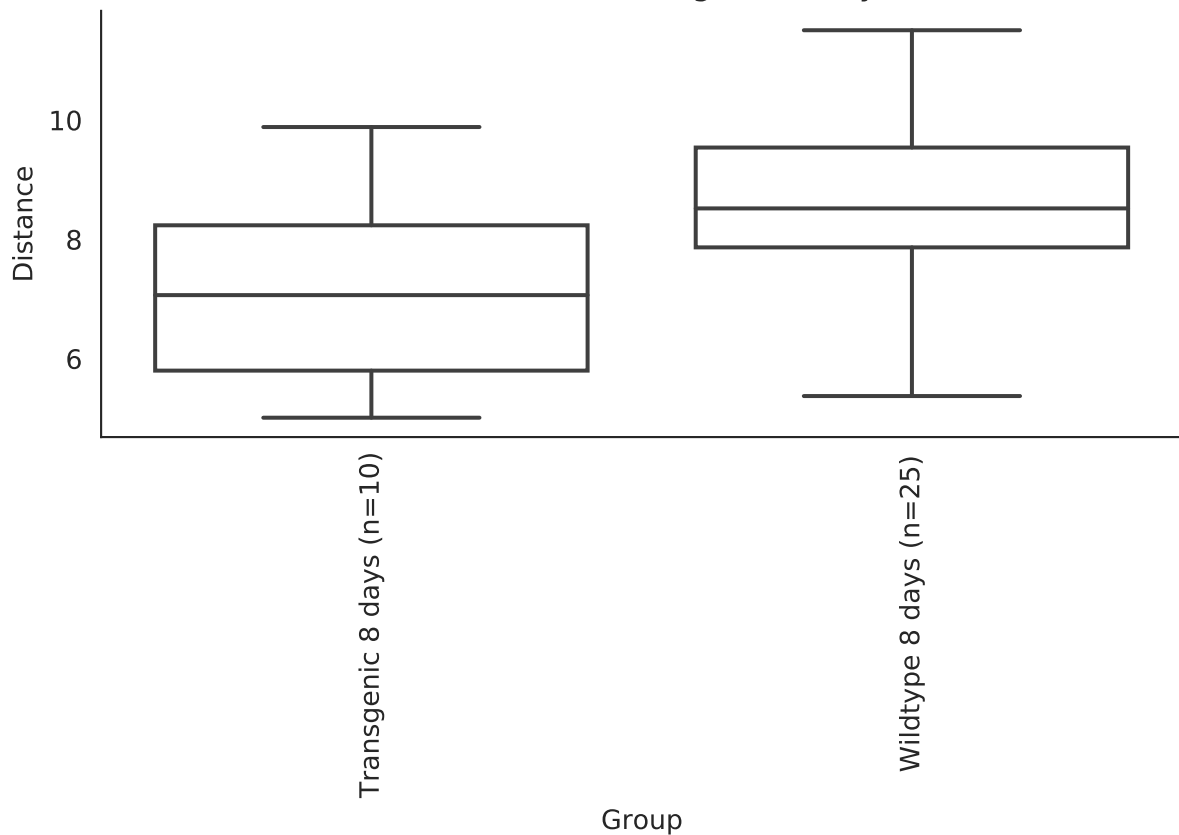 10
8
6
Distance
Transgenic 8 days (n=10)
Wildtype 8 days (n=25)
Group